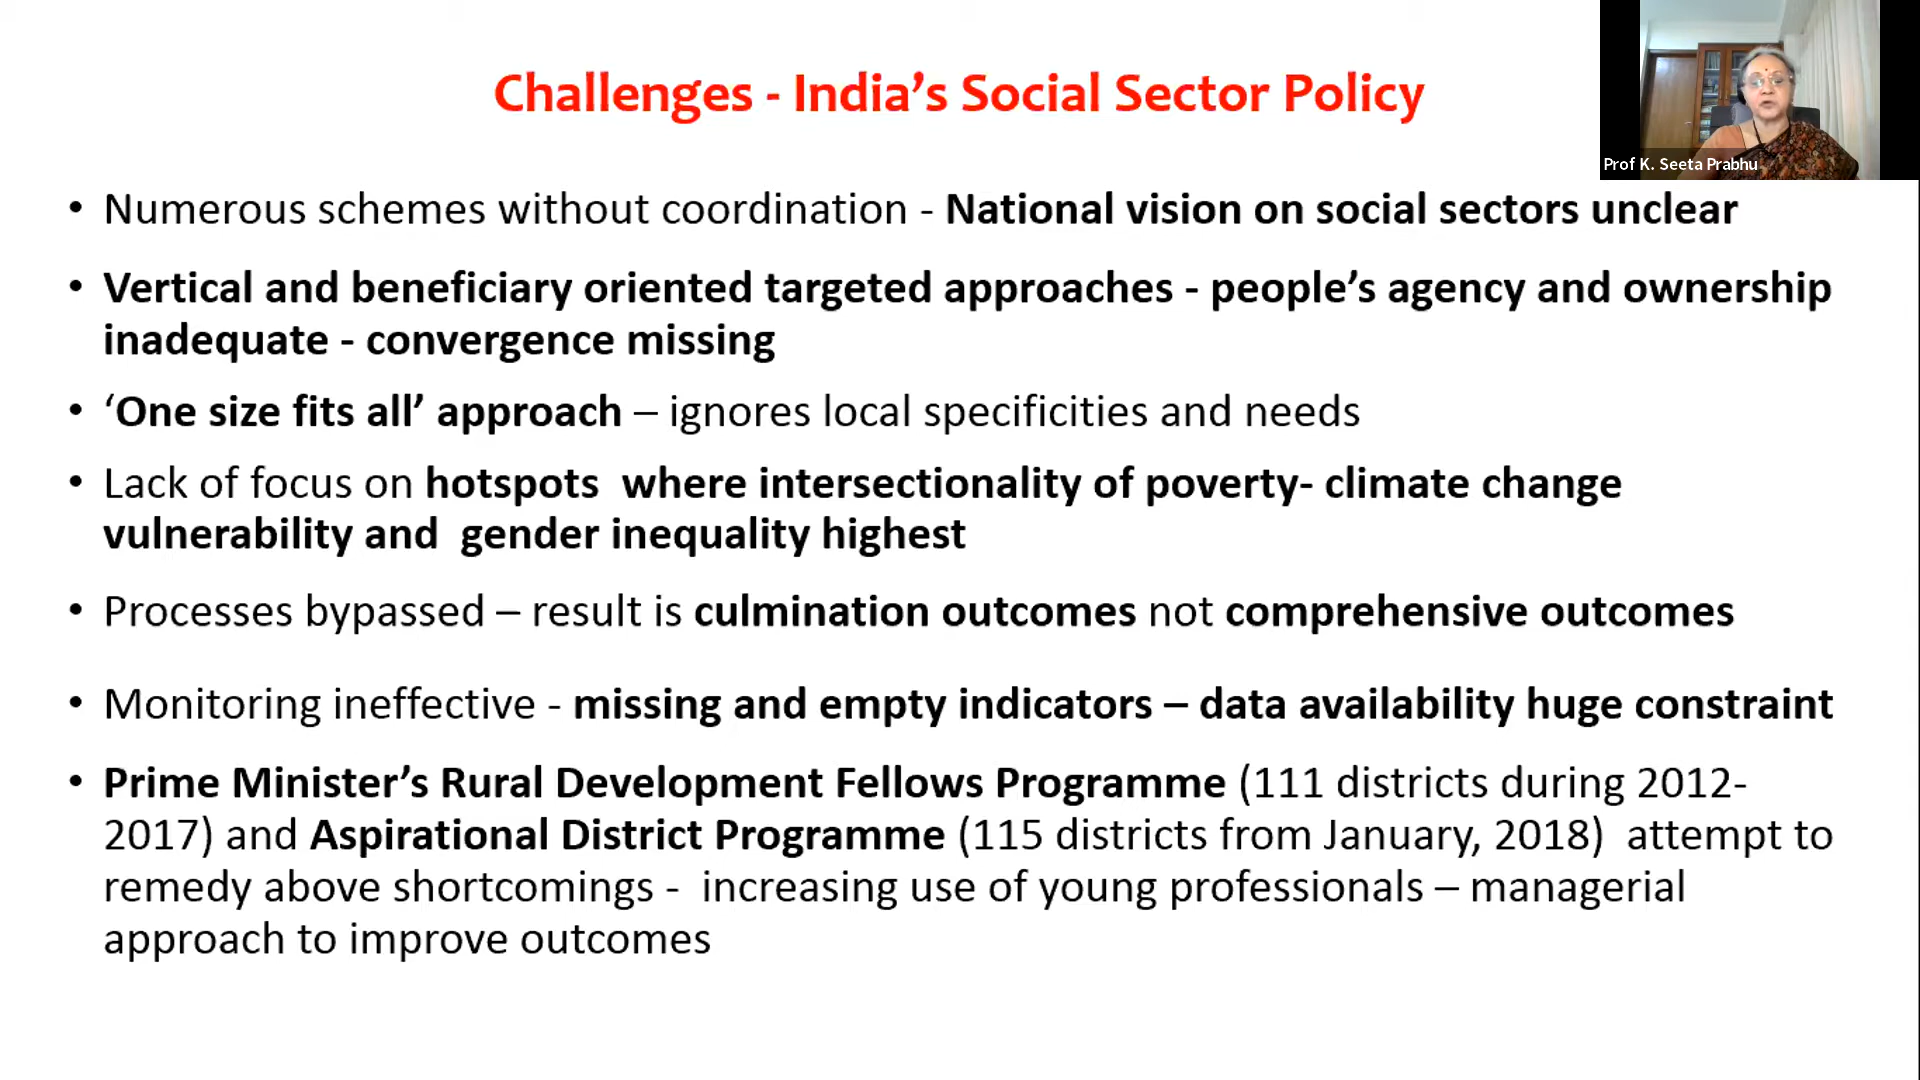 Challenges - India’s Social Sector Policy
Prof K. Seeta Prabhu
• Numerous schemes without coordination - National vision on social sectors unclear
• Vertical and beneficiary oriented targeted approaches - people’s agency and ownership
inadequate - convergence missing
• ‘One size fits all’ approach – ignores local specificities and needs
• Lack of focus on hotspots where intersectionality of poverty- climate change
vulnerability and gender inequality highest
• Processes bypassed – result is culmination outcomes not comprehensive outcomes
• Monitoring ineffective - missing and empty indicators – data availability huge constraint
• Prime Minister’s Rural Development Fellows Programme (111 districts during 2012-
2017) and Aspirational District Programme (115 districts from January, 2018) attempt to
remedy above shortcomings - increasing use of young professionals – managerial
approach to improve outcomes